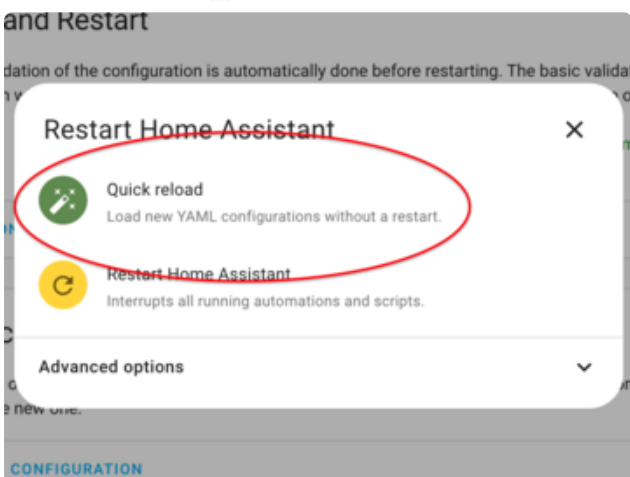 and Restart
dation of the configuration is automatically done before restarting. The basic valida
Restart Home Assistant
Quick reload
Load new YAML configurations without a restart.
Restart Home Assistant
Interrupts all running automations and scripts.
Advanced options
e new one.
CONFIGURATION